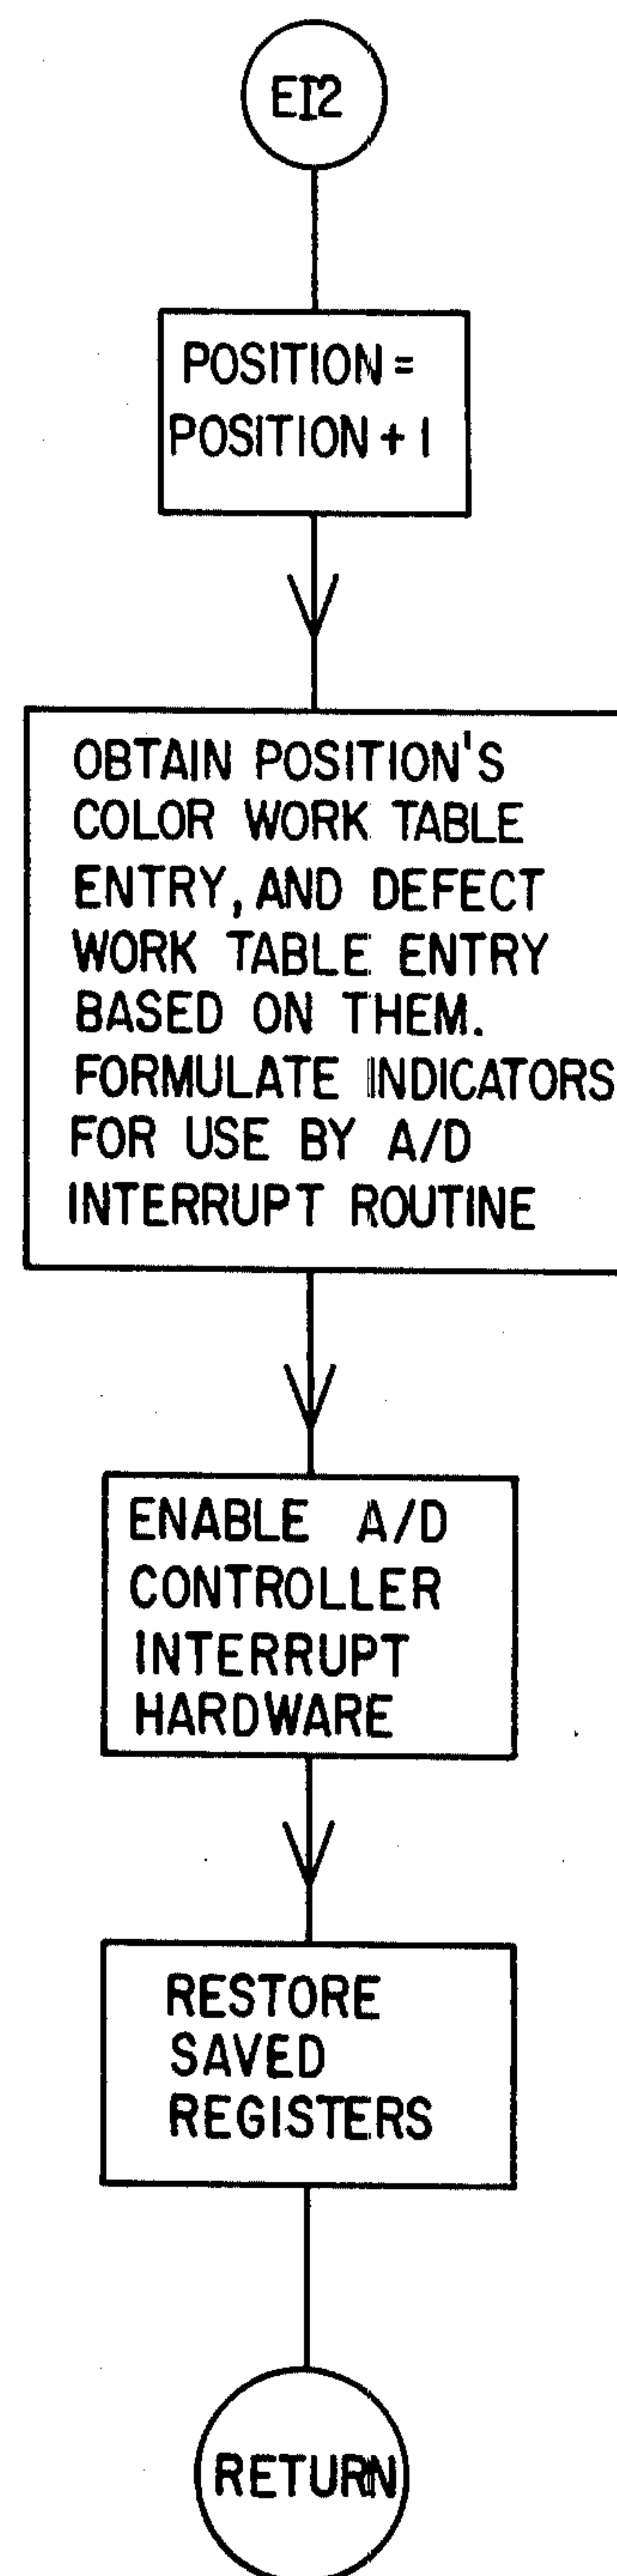 EI2
POSITION =
POSITION + 1
OBTAIN POSITION'S
COLOR WORK TABLE
ENTRY, AND DEFECT
WORK TABLE ENTRY
BASED ON THEM.
FORMULATE INDICATORS
FOR USE BY A/D
INTERRUPT ROUTINE
ENABLE A/D
CONTROLLER
INTERRUPT
HARDWARE
RESTORE
SAVED
REGISTERS
RETURN